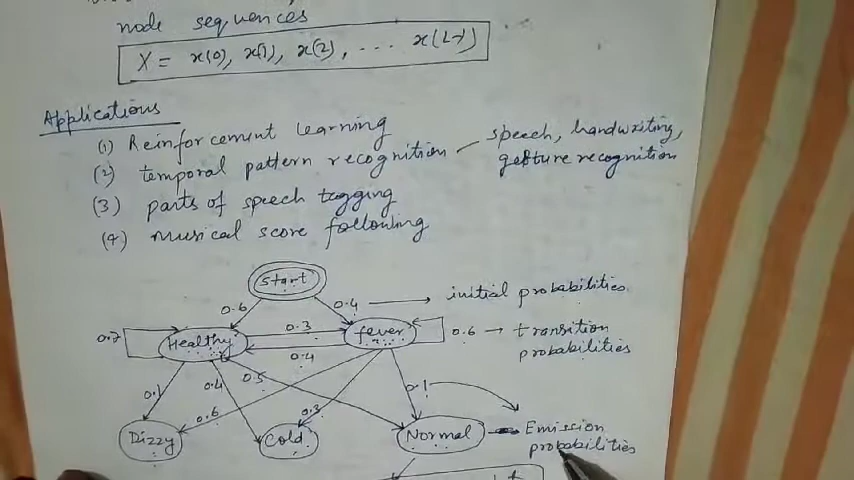 node sequences
X = x(0), x(1), x(2), ... x(L-1)
Applications
(1) Reinforcement learning
(2) temporal pattern recognition — speech, handwriting,
gesture recognition
(3) parts of speech tagging
(4) musical score following
Start
0.6 0.4 → initial probabilities
0.7 Healthy 0.3 fever 0.6 → transition
0.4 probabilities
0.1 0.4 0.5 0.6 0.3 0.1
Dizzy Cold Normal Emission
probabilities